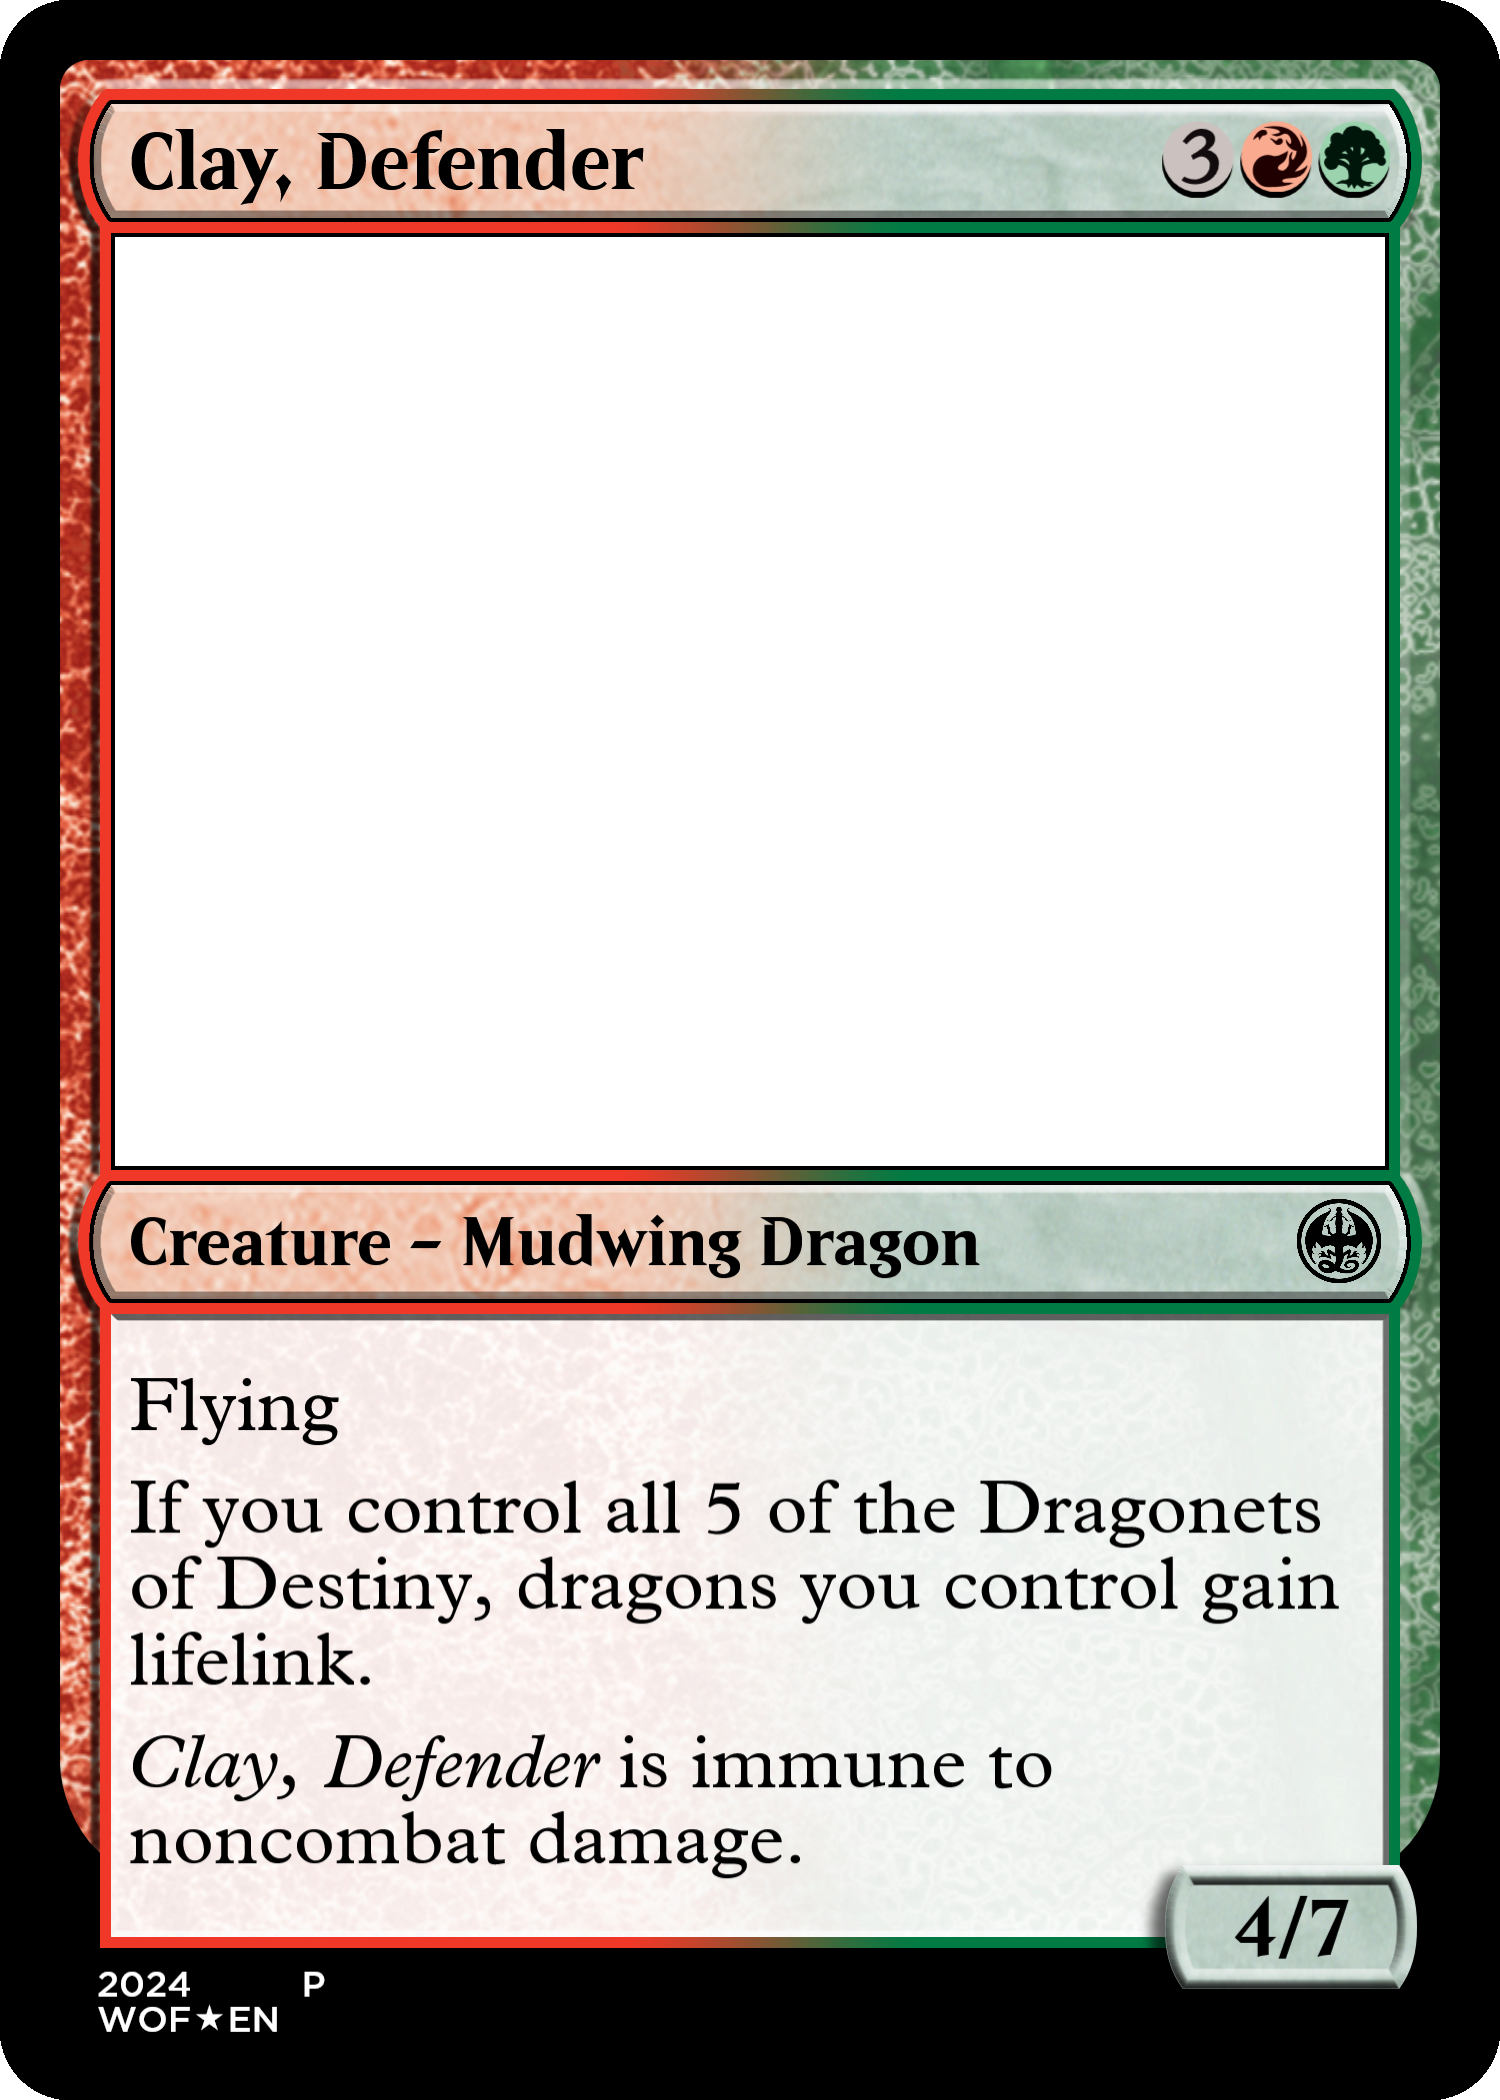 Clay, Defender 3
Creature – Mudwing Dragon
Flying
If you control all 5 of the Dragonets
of Destiny, dragons you control gain
lifelink.
Clay, Defender is immune to
noncombat damage.
4/7
2024 P
WOF★EN